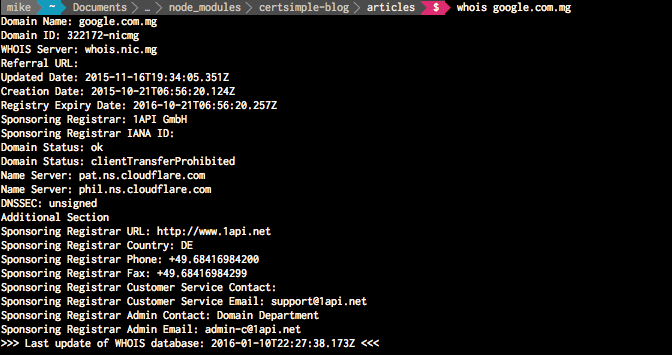 mike ~ Documents … node_modules certsimple-blog articles $ whois google.com.mg
Domain Name: google.com.mg
Domain ID: 322172-nicmg
WHOIS Server: whois.nic.mg
Referral URL:
Updated Date: 2015-11-16T19:34:05.351Z
Creation Date: 2015-10-21T06:56:20.124Z
Registry Expiry Date: 2016-10-21T06:56:20.257Z
Sponsoring Registrar: 1API GmbH
Sponsoring Registrar IANA ID:
Domain Status: ok
Domain Status: clientTransferProhibited
Name Server: pat.ns.cloudflare.com
Name Server: phil.ns.cloudflare.com
DNSSEC: unsigned
Additional Section
Sponsoring Registrar URL: http://www.1api.net
Sponsoring Registrar Country: DE
Sponsoring Registrar Phone: +49.68416984200
Sponsoring Registrar Fax: +49.68416984299
Sponsoring Registrar Customer Service Contact:
Sponsoring Registrar Customer Service Email: support@1api.net
Sponsoring Registrar Admin Contact: Domain Department
Sponsoring Registrar Admin Email: admin-c@1api.net
>>> Last update of WHOIS database: 2016-01-10T22:27:38.173Z <<<